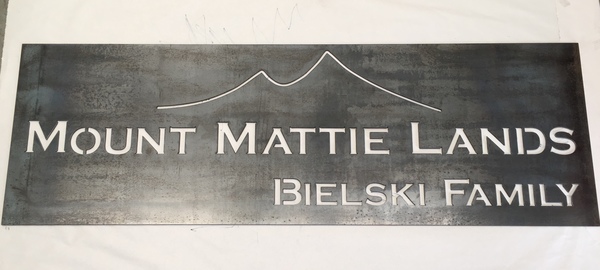 Mount Mattie Lands
Bielski Family